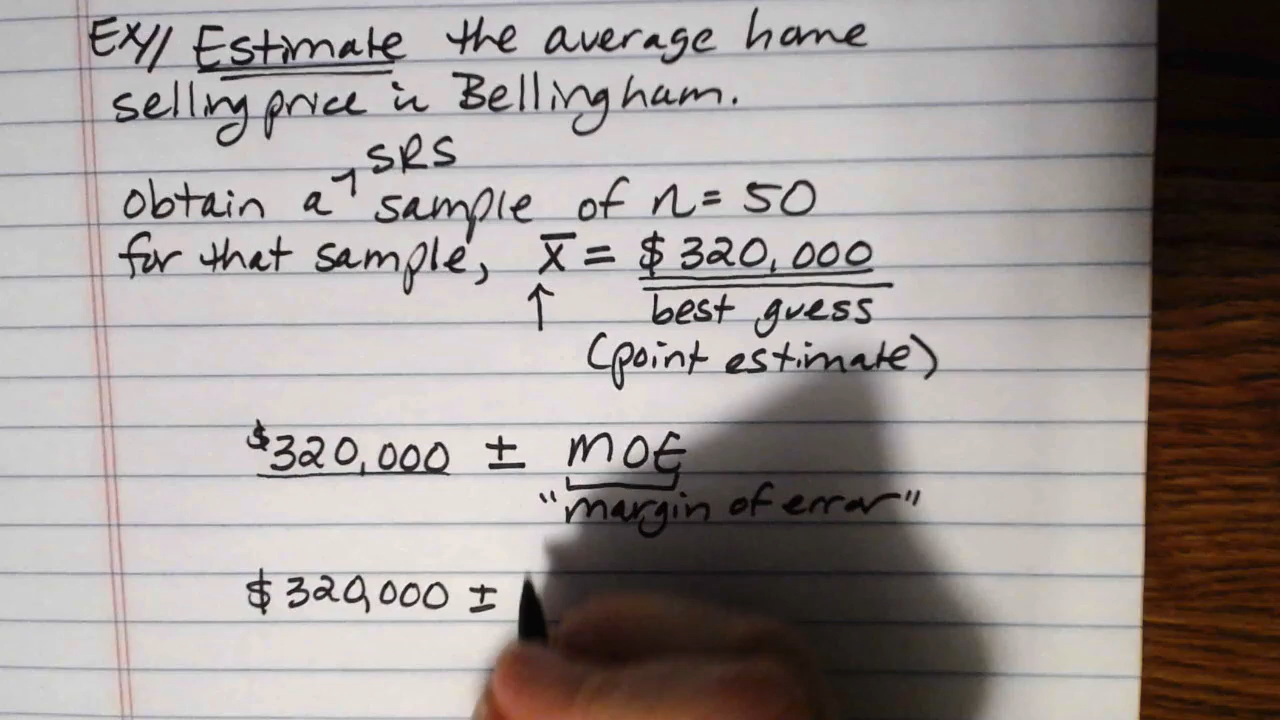 EX// Estimate the average home
selling price in Bellingham.
SRS
obtain a sample of n = 50
for that sample, x̅ = $320,000
best guess
(point estimate)
$320,000 ± MOE
"margin of error"
$320,000 ±